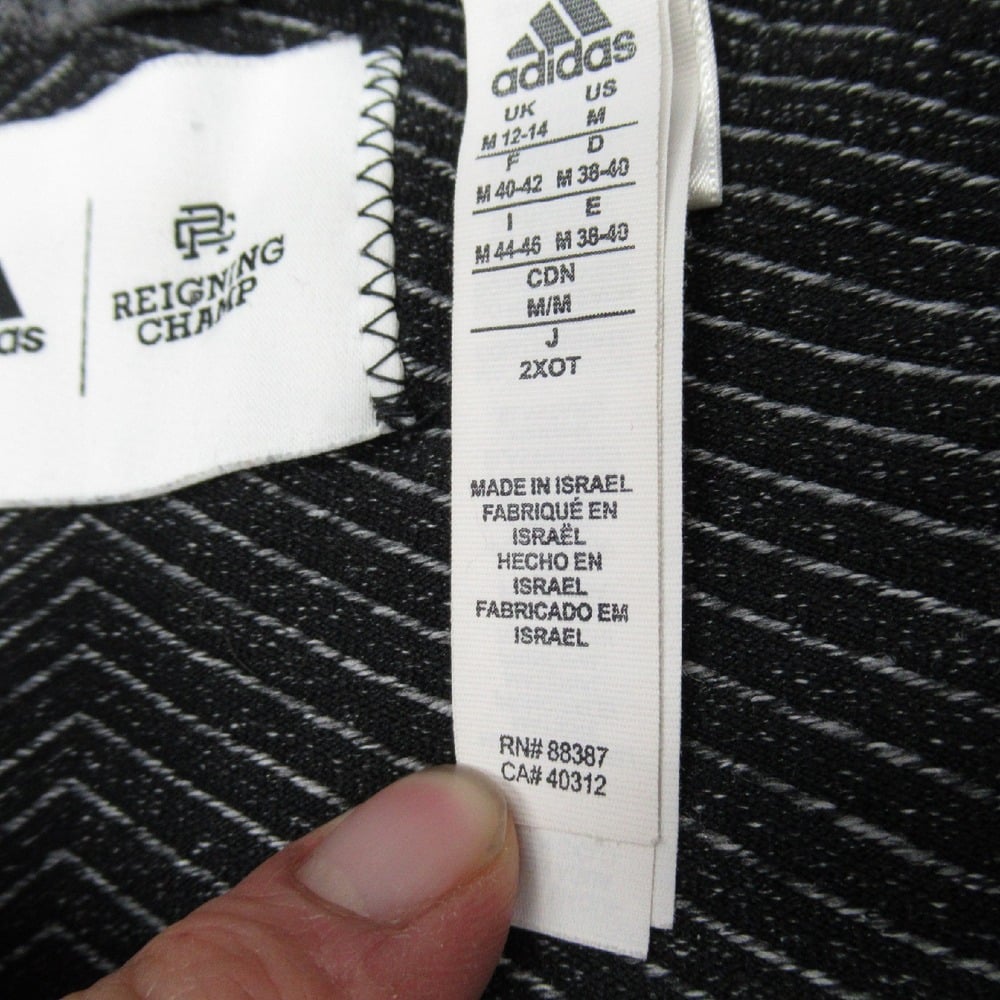 das
RC
REIGNING
CHAMP
adidas
UK US
M 12-14 M
F D
M 40-42 M 38-40
I E
M 44-46 M 38-40
CDN
M/M
J
2XOT
MADE IN ISRAEL
FABRIQUÉ EN
ISRAËL
HECHO EN
ISRAEL
FABRICADO EM
ISRAEL
RN# 88387
CA# 40312